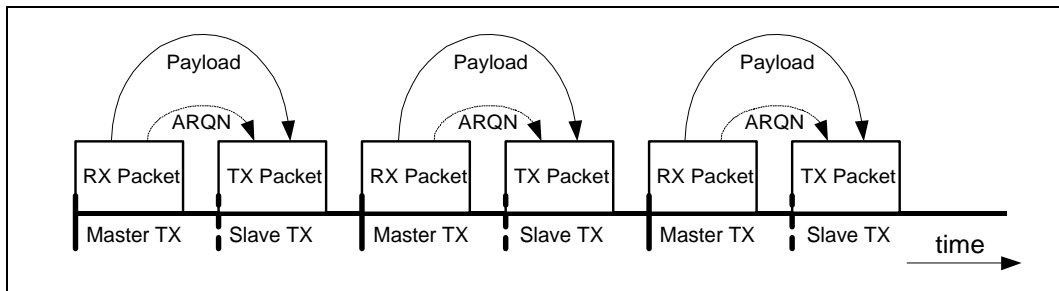 Payload Payload Payload
ARQN ARQN ARQN
RX Packet TX Packet RX Packet TX Packet RX Packet TX Packet
Master TX Slave TX Master TX Slave TX Master TX Slave TX
time